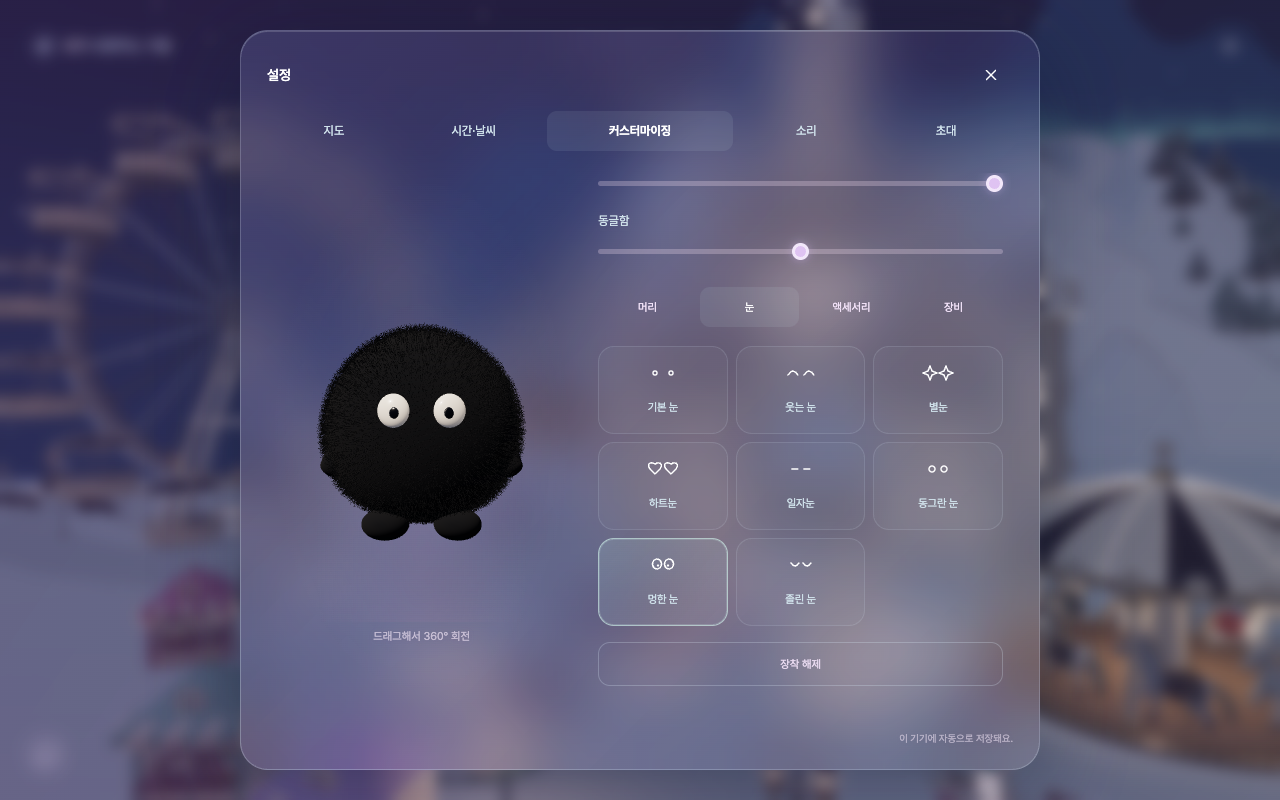 설정
지도
시간·날씨
커스터마이징
소리
초대
동글함
머리
눈
액세서리
장비
기본 눈
웃는 눈
별눈
하트눈
일자눈
동그란 눈
멍한 눈
졸린 눈
드래그해서 360° 회전
장착 해제
이 기기에 자동으로 저장돼요.